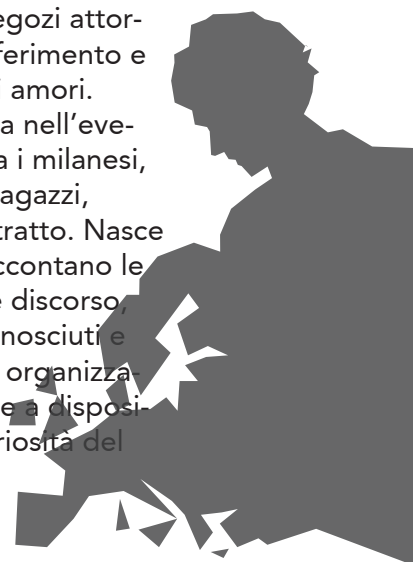 egozi attor-
ferimento e
i amori.
a nell'eve-
a i milanesi,
agazzi,
tratto. Nasce
ccontano le
e discorso,
nosciuti e
organizza-
e a disposi-
riosità del